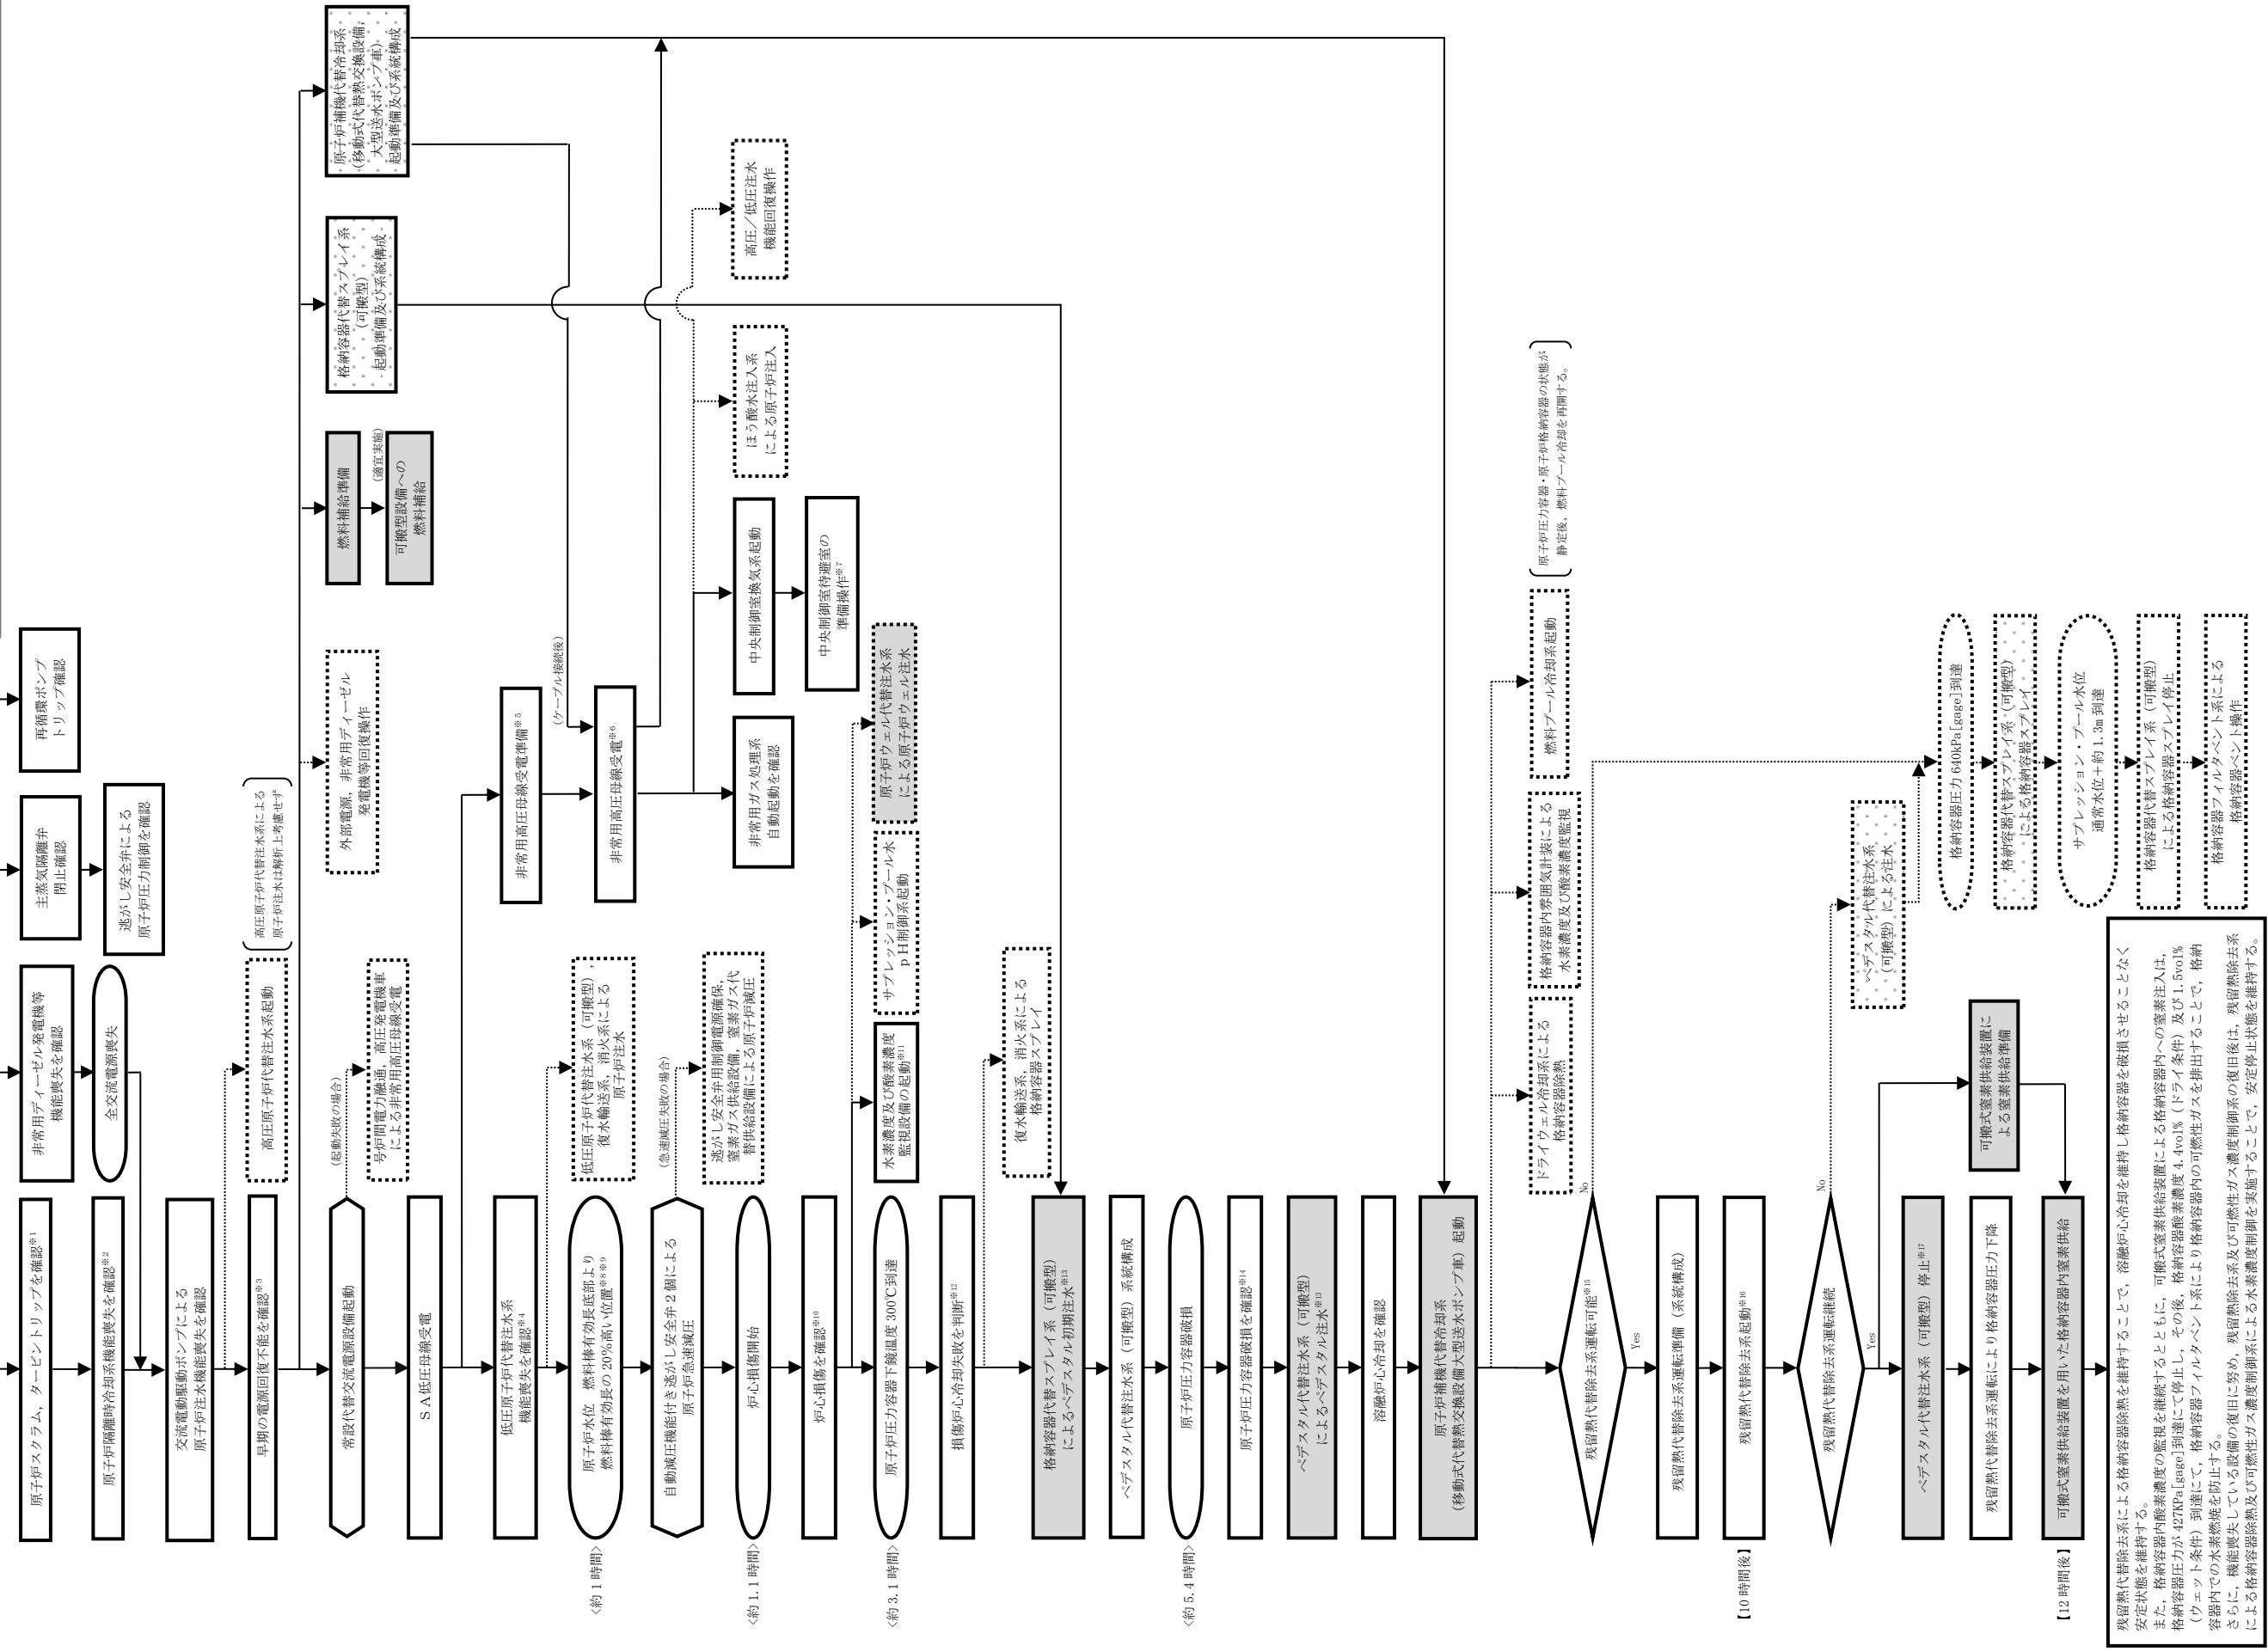 原子炉スクラム，タービントリップを確認※1
非常用ディーゼル発電機等
機能喪失を確認
主蒸気隔離弁
閉止確認
再循環ポンプ
トリップ確認
原子炉隔離時冷却系機能喪失を確認※2
全交流電源喪失
逃がし安全弁による
原子炉圧力制御を確認
交流電動駆動ポンプによる
原子炉注水機能喪失を確認
高圧原子炉代替注水系起動
高圧原子炉代替注水系による
原子炉注水は解析上考慮せず
早期の電源回復不能を確認※3
外部電源，非常用ディーゼル
発電機等回復操作
燃料補給準備
(適宜実施)
可搬型設備への
燃料補給
格納容器代替スプレイ系
(可搬型)
起動準備及び系統構成
原子炉補機代替冷却系
(移動式代替熱交換設備，
大型送水ポンプ車)
起動準備及び系統構成
常設代替交流電源設備起動
(起動失敗の場合)
号炉間電力融通，高圧発電機車
による非常用高圧母線受電
ＳＡ低圧母線受電
非常用高圧母線受電準備※5
(ケーブル接続後)
非常用高圧母線受電※6
非常用ガス処理系
自動起動を確認
中央制御室換気系起動
中央制御室待避室の
準備操作※7
ほう酸水注入系
による原子炉注入
高圧／低圧注水
機能回復操作
低圧原子炉代替注水系
機能喪失を確認※4
低圧原子炉代替注水系（可搬型），
復水輸送系，消火系による
原子炉注水
<約 1 時間>
原子炉水位　燃料棒有効長底部より
燃料棒有効長の 20％高い位置※8※9
自動減圧機能付き逃がし安全弁２個による
原子炉急速減圧
(急速減圧失敗の場合)
逃がし安全弁用制御電源確保，
窒素ガス供給設備，窒素ガス代
替供給設備による原子炉減圧
<約 1.1 時間>
炉心損傷開始
炉心損傷を確認※10
水素濃度及び酸素濃度
監視設備の起動※11
サプレッション・プール水
ｐＨ制御系起動
原子炉ウェル代替注水系
による原子炉ウェル注水
<約 3.1 時間>
原子炉圧力容器下鏡温度 300℃到達
損傷炉心冷却失敗を判断※12
復水輸送系，消火系による
格納容器スプレイ
格納容器代替スプレイ系（可搬型）
によるペデスタル初期注水※13
ペデスタル代替注水系（可搬型）系統構成
<約 5.4 時間>
原子炉圧力容器破損
原子炉圧力容器破損を確認※14
ペデスタル代替注水系（可搬型）
によるペデスタル注水※13
溶融炉心冷却を確認
原子炉補機代替冷却系
（移動式代替熱交換設備大型送水ポンプ車）起動
ドライウェル冷却系による
格納容器除熱
格納容器内雰囲気計装による
水素濃度及び酸素濃度監視
燃料プール冷却系起動
原子炉圧力容器・原子炉格納容器の状態が
静定後，燃料プール冷却を再開する。
残留熱代替除去系運転可能※15
No
Yes
残留熱代替除去系運転準備（系統構成）
【10 時間後】
残留熱代替除去系起動※16
残留熱代替除去系運転継続
No
Yes
ペデスタル代替注水系
（可搬型）による注水
格納容器圧力 640kPa[gage]到達
格納容器代替スプレイ系（可搬型）
による格納容器スプレイ
サプレッション・プール水位
通常水位＋約 1.3m 到達
格納容器代替スプレイ系（可搬型）
による格納容器スプレイ停止
格納容器フィルタベント系による
格納容器ベント操作
ペデスタル代替注水系（可搬型）停止※17
可搬式窒素供給装置に
よる窒素供給準備
残留熱代替除去系運転により格納容器圧力下降
【12 時間後】
可搬式窒素供給装置を用いた格納容器内窒素供給
残留熱代替除去系による格納容器除熱を維持することで，溶融炉心冷却を維持し格納容器を破損させることなく
安定状態を維持する。
また，格納容器内酸素濃度の監視を継続するとともに，可搬式窒素供給装置による格納容器内への窒素注入は，
格納容器圧力が 427KPa[gage]到達にて停止し，その後，格納容器酸素濃度 4.4vol%（ドライ条件）及び 1.5vol%
（ウェット条件）到達にて，格納容器フィルタベント系により格納容器内の可燃性ガスを排出することで，格納
容器内での水素燃焼を防止する。
さらに，機能喪失している設備の復旧に努め，残留熱除去系及び可燃性ガス濃度制御系の復旧後は，残留熱除去系
による格納容器除熱及び可燃性ガス濃度制御系による水素濃度制御を実施することで，安定停止状態を維持する。